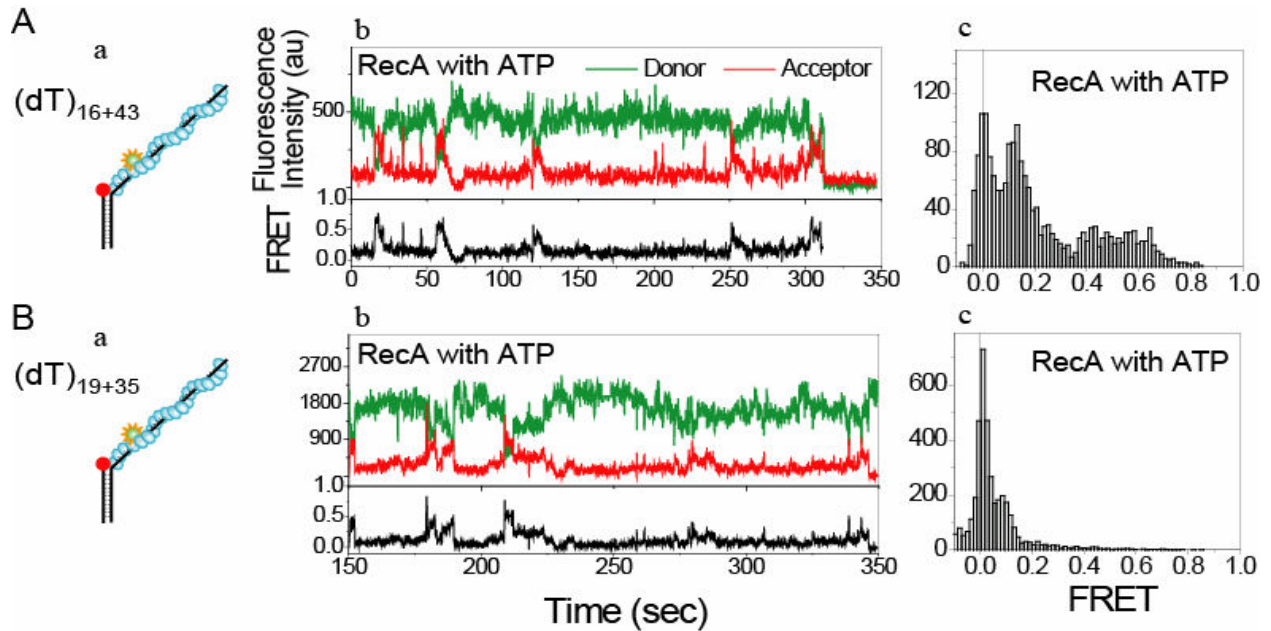 A
a
(dT)16+43
b
Fluorescence
Intensity (au)
RecA with ATP
Donor
Acceptor
500
1.0
1.0
FRET
0.5
0.0
0 50 100 150 200 250 300 350
c
RecA with ATP
120
80
40
0
0.0 0.2 0.4 0.6 0.8 1.0
B
a
(dT)19+35
b
RecA with ATP
2700
1800
900
1.0
0.5
0.0
150 200 250 300 350
Time (sec)
c
RecA with ATP
600
400
200
0
0.0 0.2 0.4 0.6 0.8 1.0
FRET